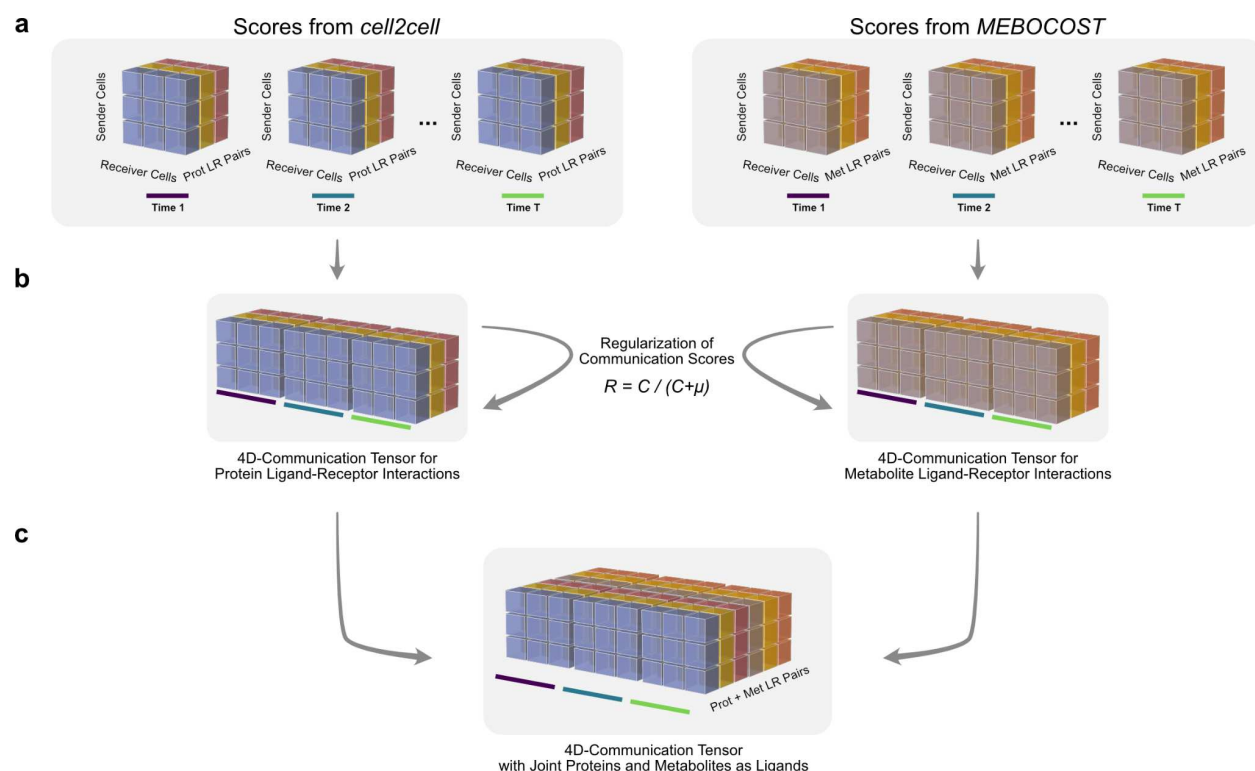 a
Scores from cell2cell
Scores from MEBOCOST
Sender Cells
Receiver Cells
Prot LR Pairs
Time 1
Sender Cells
Receiver Cells
Prot LR Pairs
Time 2
...
Sender Cells
Receiver Cells
Prot LR Pairs
Time T
Sender Cells
Receiver Cells
Met LR Pairs
Time 1
Sender Cells
Receiver Cells
Met LR Pairs
Time 2
...
Sender Cells
Receiver Cells
Met LR Pairs
Time T
b
Regularization of
Communication Scores
R = C / (C+μ)
4D-Communication Tensor for
Protein Ligand-Receptor Interactions
4D-Communication Tensor for
Metabolite Ligand-Receptor Interactions
c
Prot + Met LR Pairs
4D-Communication Tensor
with Joint Proteins and Metabolites as Ligands